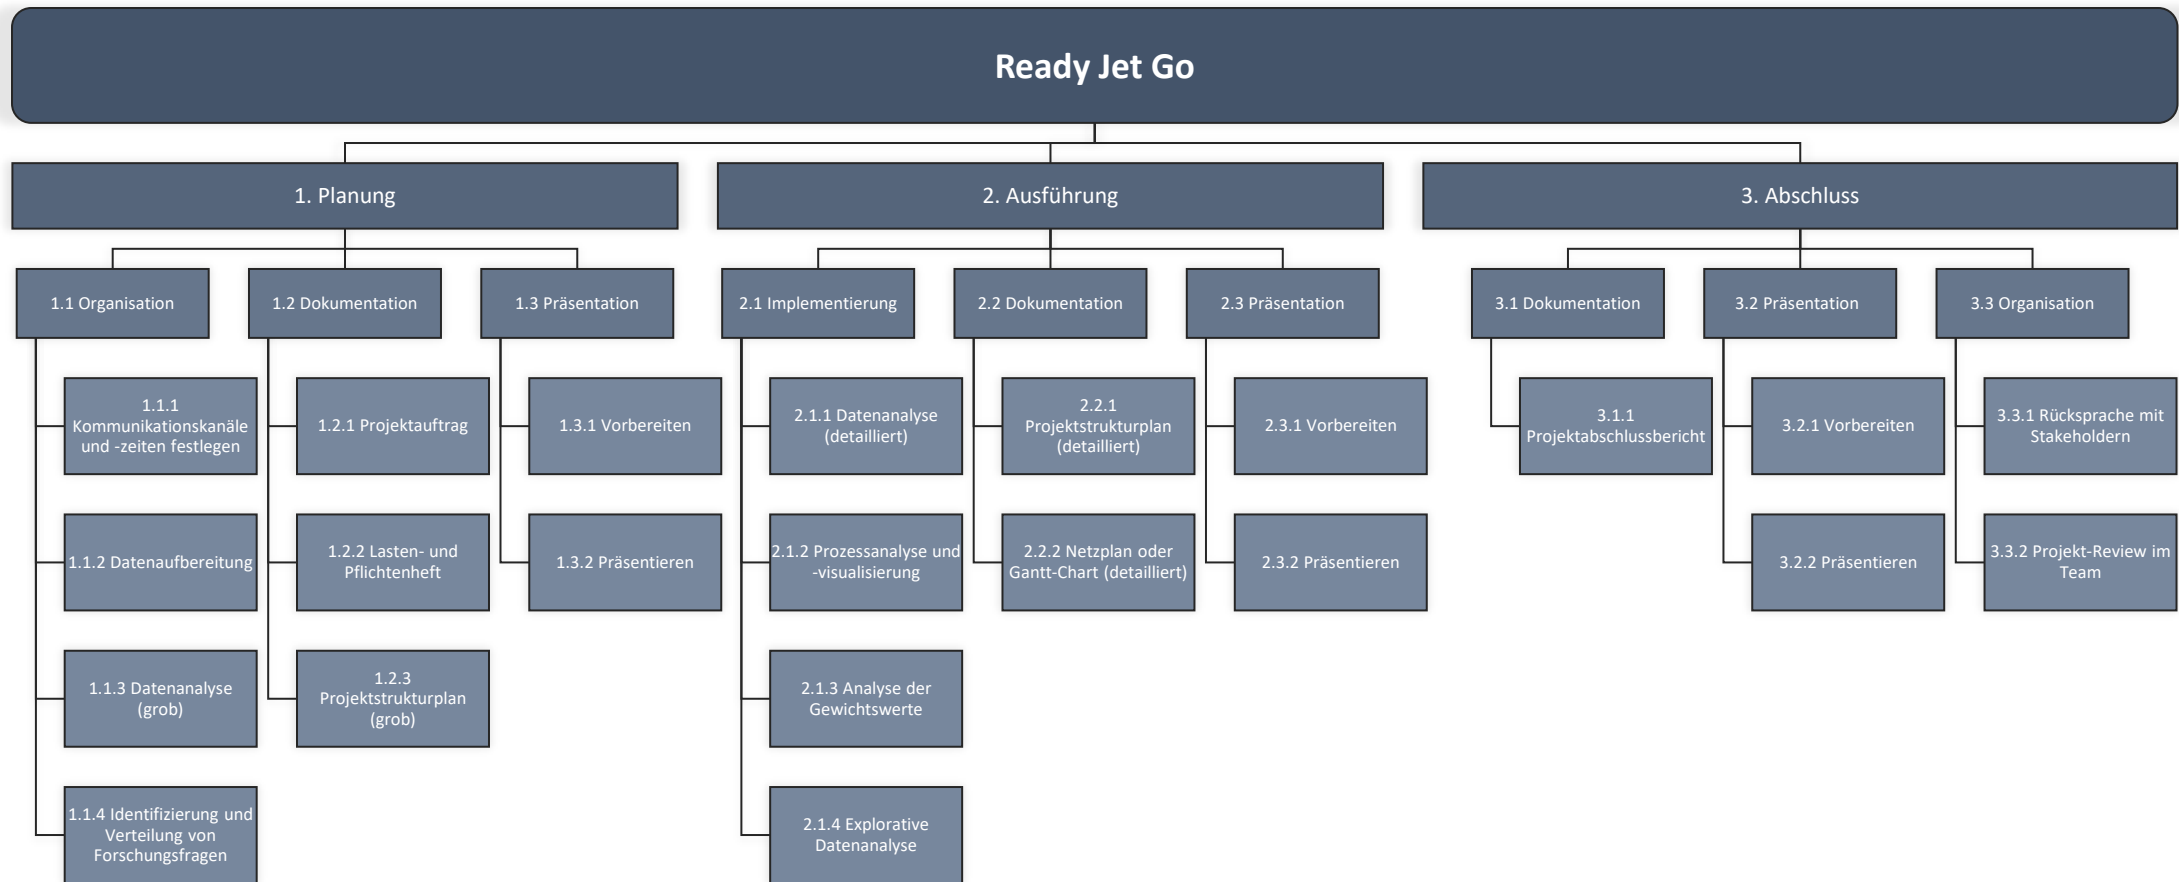 Ready Jet Go
1. Planung
2. Ausführung
3. Abschluss
1.1 Organisation
1.2 Dokumentation
1.3 Präsentation
2.1 Implementierung
2.2 Dokumentation
2.3 Präsentation
3.1 Dokumentation
3.2 Präsentation
3.3 Organisation
1.1.1
Kommunikationskanäle
und -zeiten festlegen
1.2.1 Projektauftrag
1.3.1 Vorbereiten
2.1.1 Datenanalyse
(detailliert)
2.2.1
Projektstrukturplan
(detailliert)
2.3.1 Vorbereiten
3.1.1
Projektabschlussbericht
3.2.1 Vorbereiten
3.3.1 Rücksprache mit
Stakeholdern
1.1.2 Datenaufbereitung
1.2.2 Lasten- und
Pflichtenheft
1.3.2 Präsentieren
2.1.2 Prozessanalyse und
-visualisierung
2.2.2 Netzplan oder
Gantt-Chart (detailliert)
2.3.2 Präsentieren
3.2.2 Präsentieren
3.3.2 Projekt-Review im
Team
1.1.3 Datenanalyse
(grob)
1.2.3
Projektstrukturplan
(grob)
2.1.3 Analyse der
Gewichtswerte
1.1.4 Identifizierung und
Verteilung von
Forschungsfragen
2.1.4 Explorative
Datenanalyse